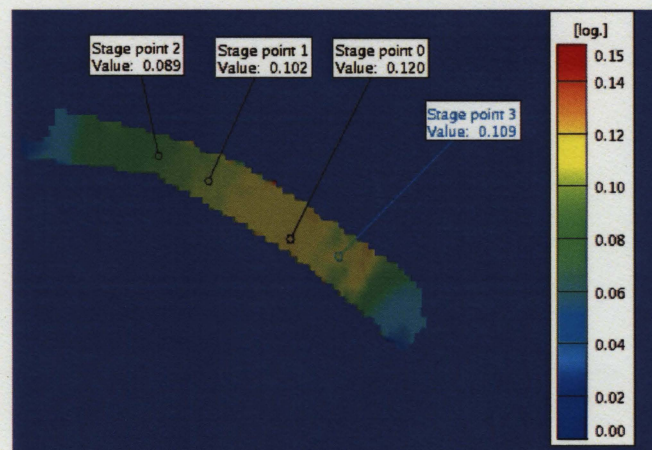 Stage point 2
Value: 0.089
Stage point 1
Value: 0.102
Stage point 0
Value: 0.120
Stage point 3
Value: 0.109
[log.]
0.15
0.14
0.12
0.10
0.08
0.06
0.04
0.02
0.00